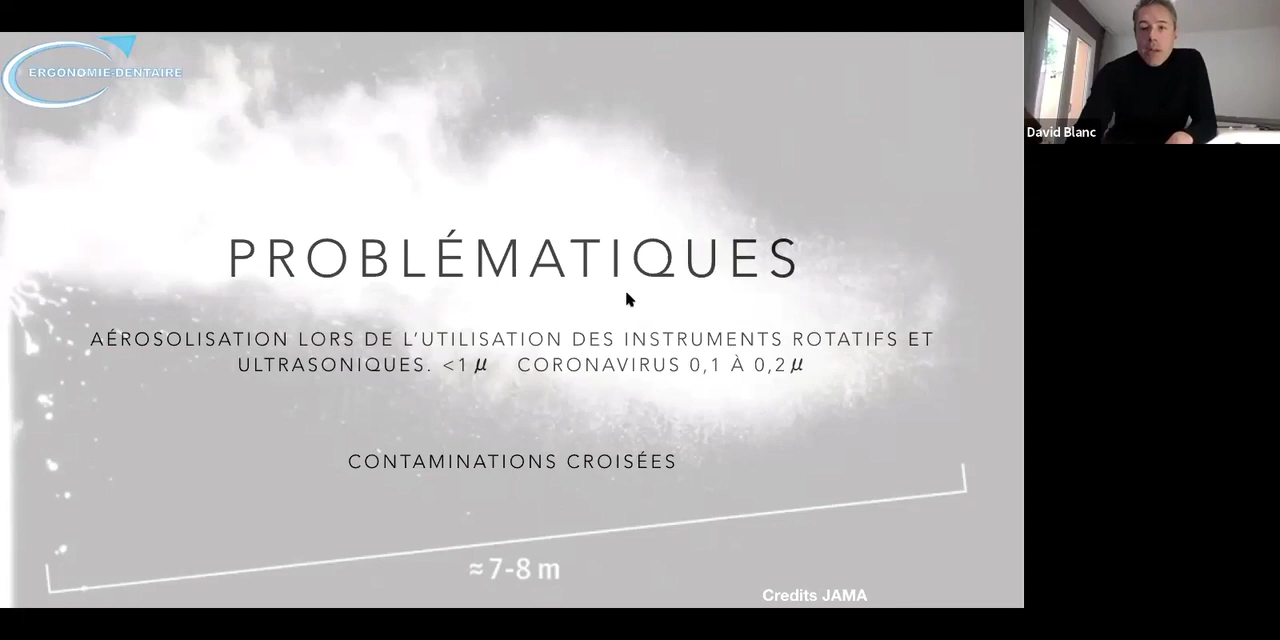 ERGONOMIE-DENTAIRE
David Blanc
PROBLÉMATIQUES
AÉROSOLISATION LORS DE L'UTILISATION DES INSTRUMENTS ROTATIFS ET
ULTRASONIQUES. <1 μ CORONAVIRUS 0,1 À 0,2 μ
CONTAMINATIONS CROISÉES
≈ 7-8 m
Credits JAMA